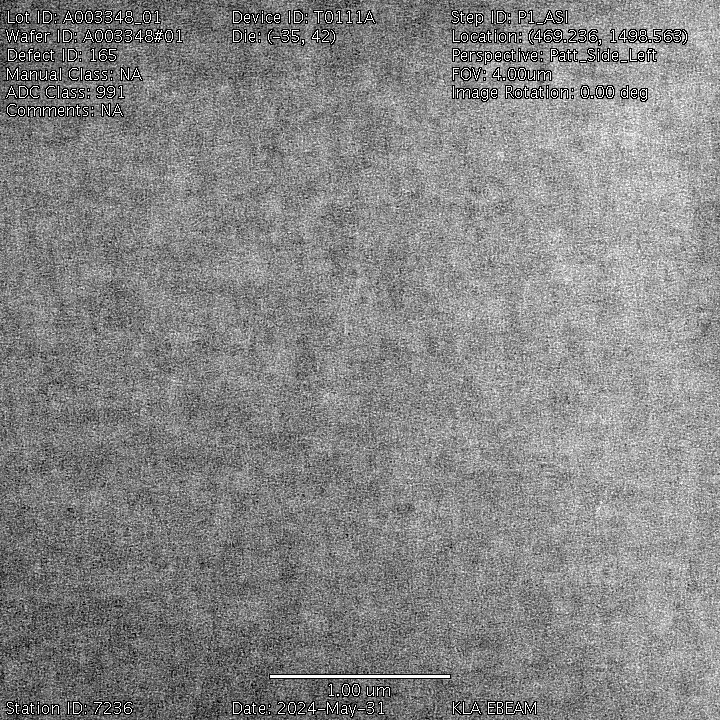 Lot ID: A003348_01 Device ID: T0111A Step ID: P1_ASI
Wafer ID: A003348#01 Die: (-35, 42) Location: (469.236, 1498.563)
Defect ID: 165 Perspective: Patt_Side_Left
Manual Class: NA FOV: 4.00um
ADC Class: 991 Image Rotation: 0.00 deg
Comments: NA
1.00 um
Station ID: 7236 Date: 2024-May-31 KLA EBEAM